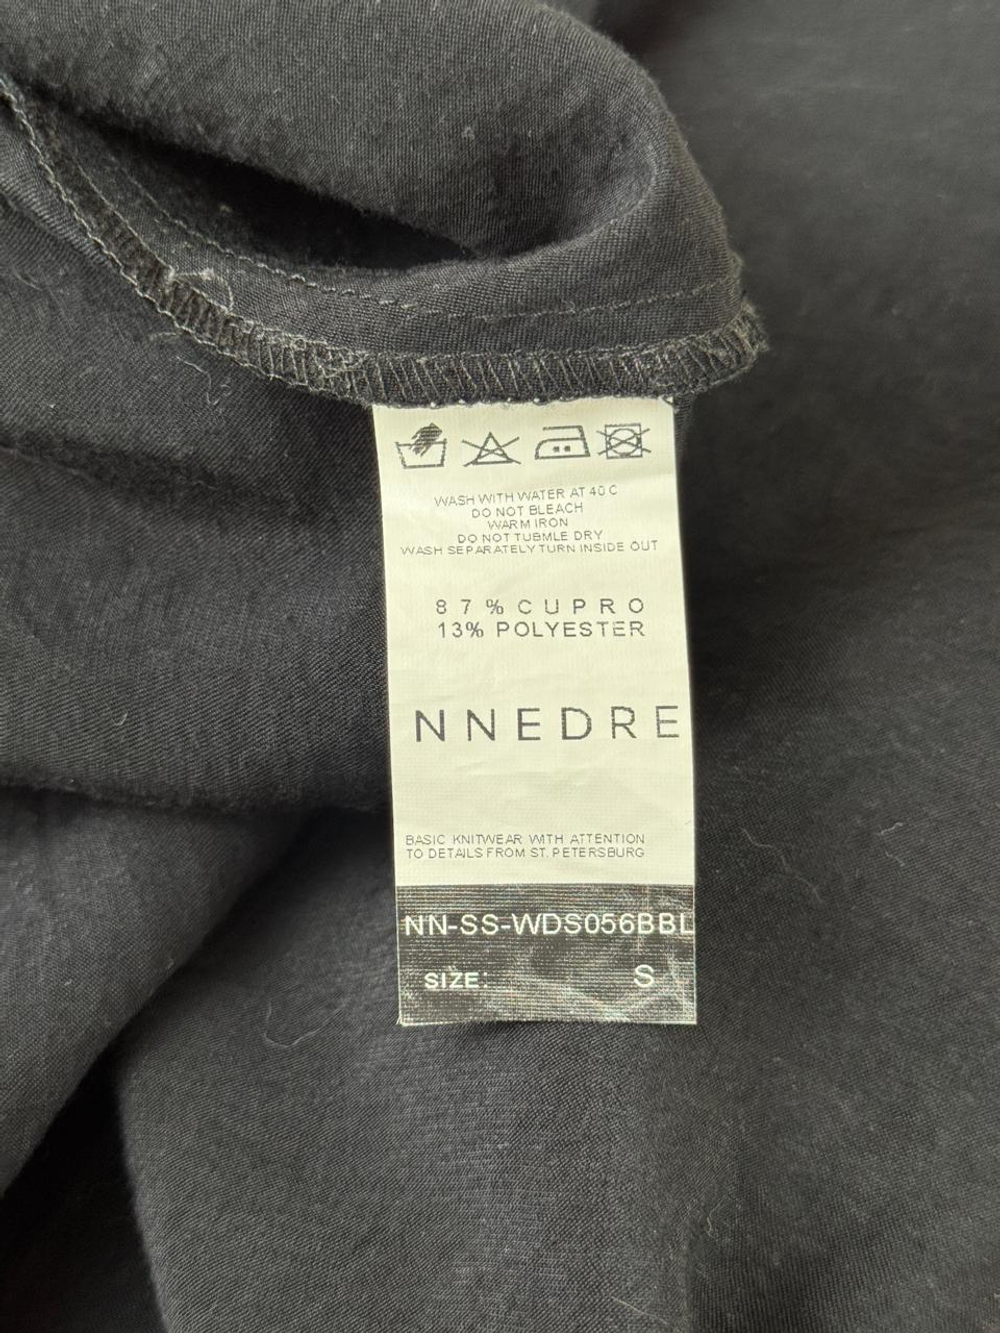 WASH WITH WATER AT 40 C
DO NOT BLEACH
WARM IRON
DO NOT TUBMLE DRY
WASH SEPARATELY TURN INSIDE OUT
87% CUPRO
13% POLYESTER
NNEDRE
BASIC KNITWEAR WITH ATTENTION
TO DETAILS FROM ST. PETERSBURG
NN-SS-WDS056BBL
SIZE: S